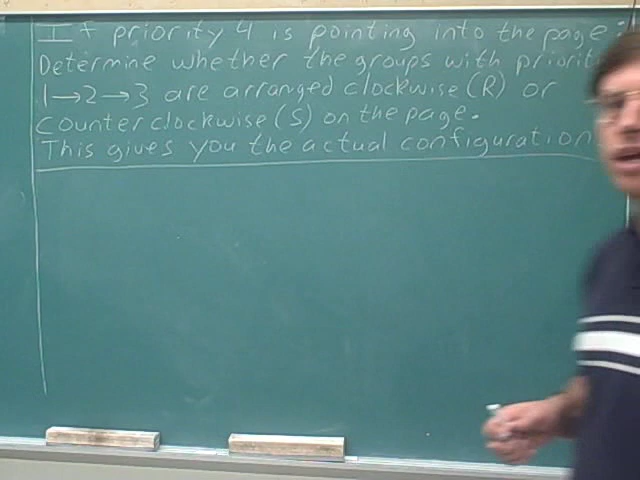 If priority 4 is pointing into the page:
Determine whether the groups with priorit
1→2→3 are arranged clockwise (R) or
counterclockwise (S) on the page.
This gives you the actual configuration